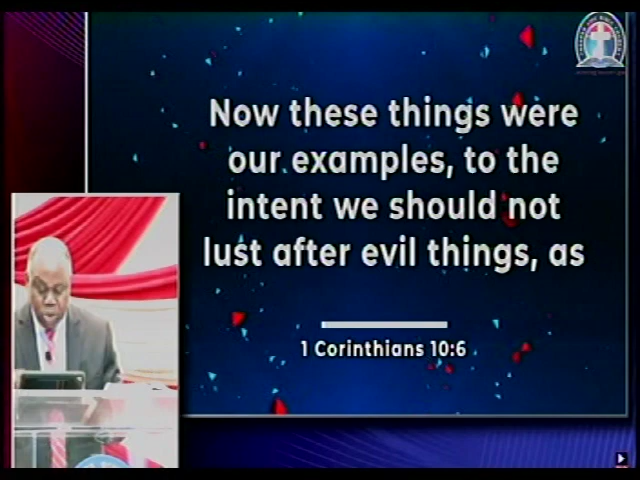 Now these things were
our examples, to the
intent we should not
lust after evil things, as
1 Corinthians 10:6